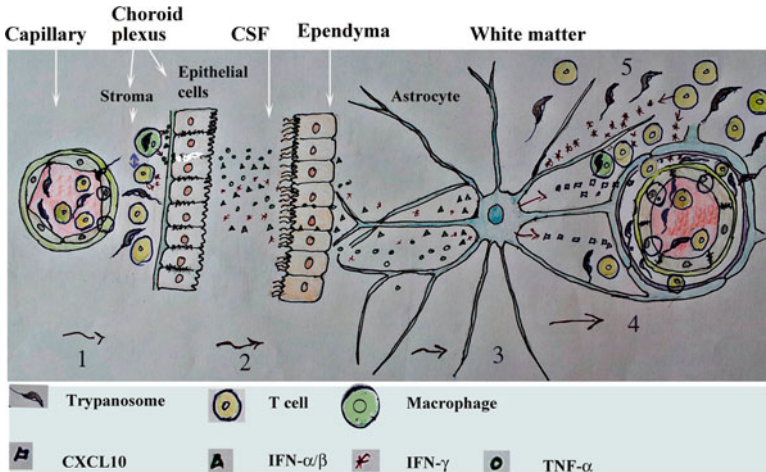 Capillary
Choroid plexus
CSF
Ependyma
White matter
Stroma
Epithelial cells
Astrocyte
5
1
2
3
4
Trypanosome
T cell
Macrophage
CXCL10
IFN-α/β
IFN-γ
TNF-α